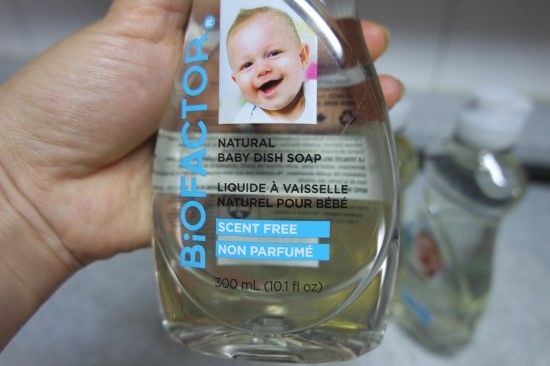 BiOFACTOR®
NATURAL
BABY DISH SOAP
LIQUIDE À VAISSELLE
NATUREL POUR BÉBÉ
SCENT FREE
NON PARFUMÉ
300 mL (10.1 fl oz)